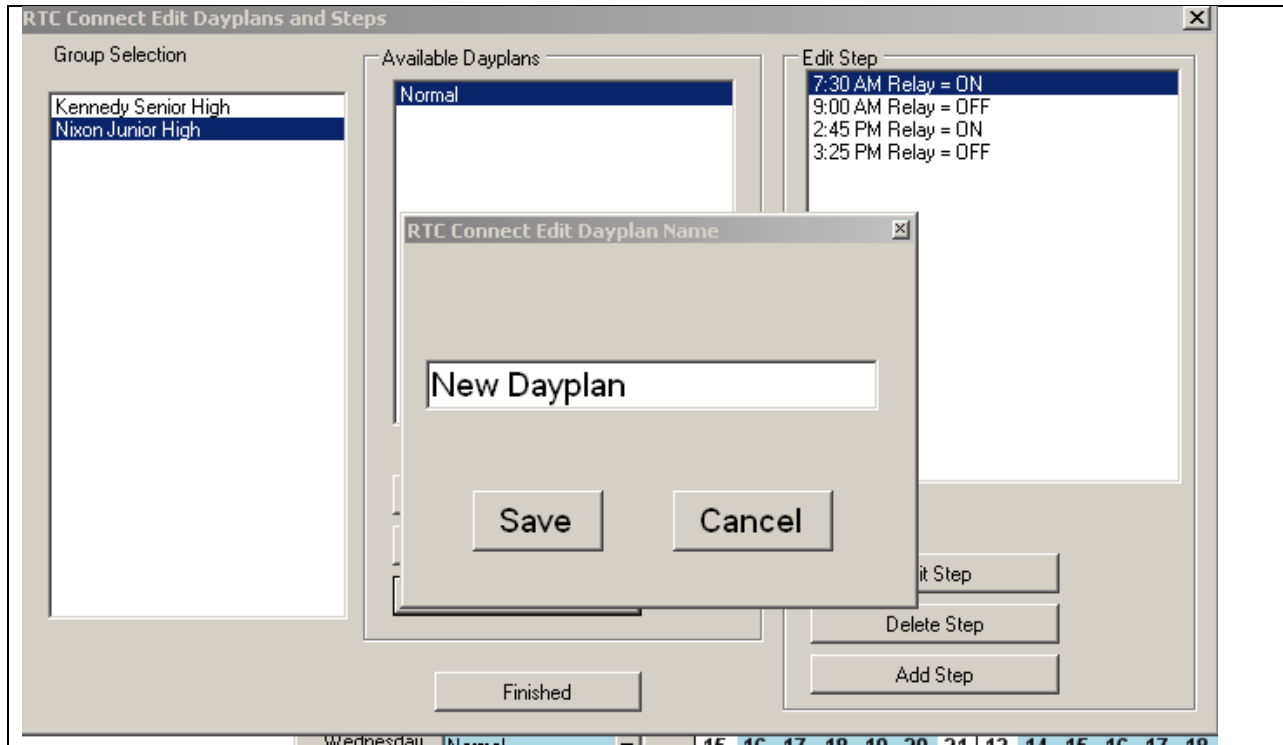 RTC Connect Edit Dayplans and Steps
Group Selection
Kennedy Senior High
Nixon Junior High
Available Dayplans
Normal
Edit Step
7:30 AM Relay = ON
9:00 AM Relay = OFF
2:45 PM Relay = ON
3:25 PM Relay = OFF
RTC Connect Edit Dayplan Name
New Dayplan
Save Cancel
it Step
Delete Step
Add Step
Finished
Wednesday Normal 15 16 17 18 19 20 21 13 14 15 16 17 18